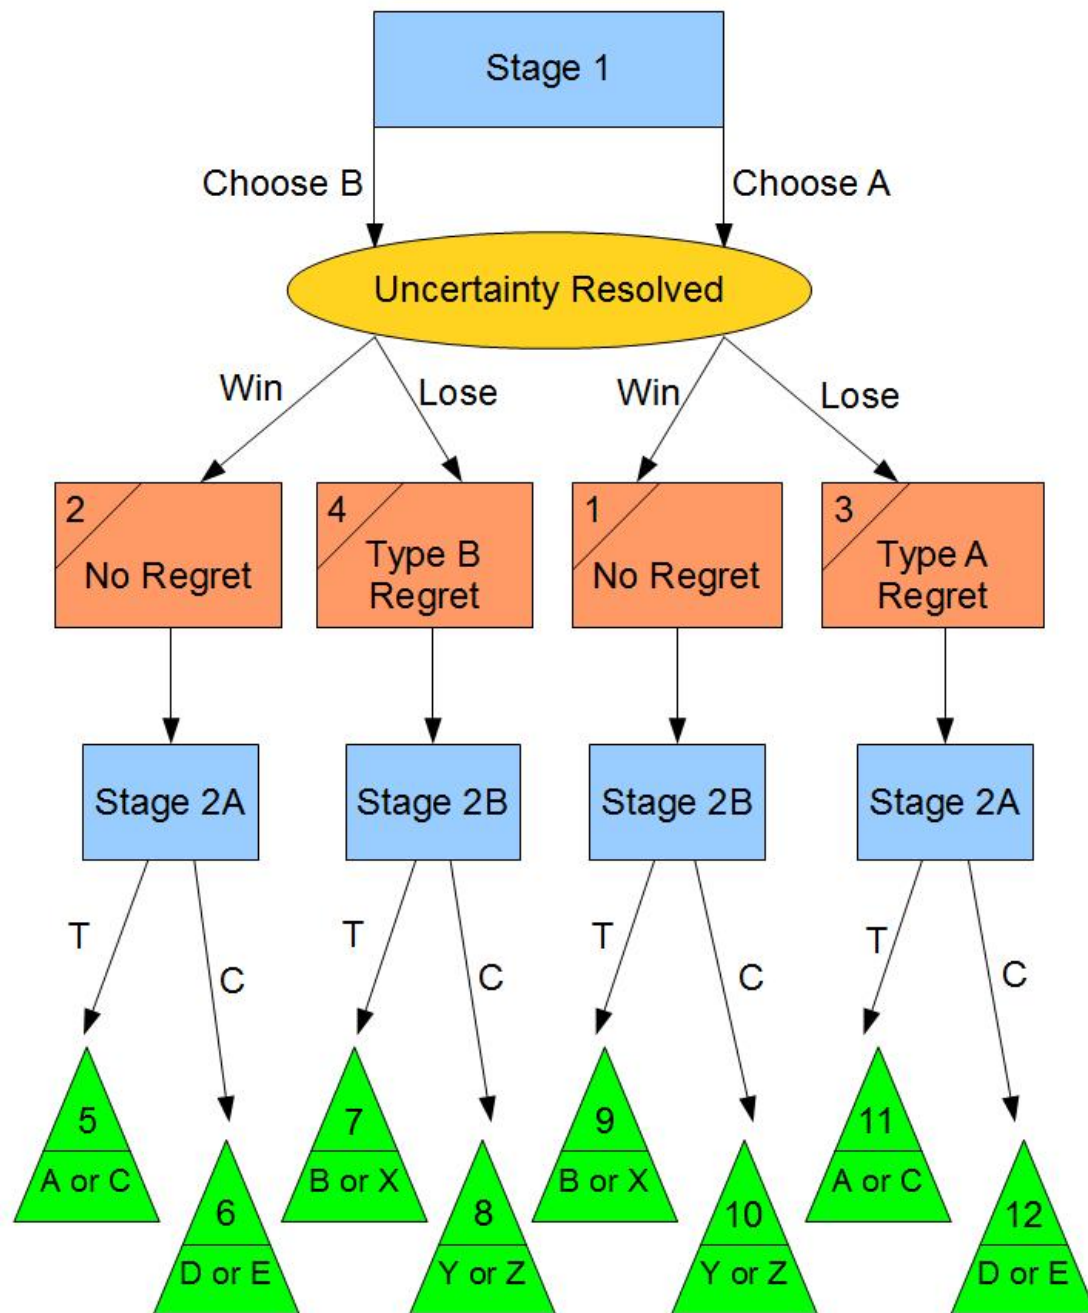 Stage 1
Choose B
Choose A
Uncertainty Resolved
Win
Lose
Win
Lose
2
No Regret
4
Type B
Regret
1
No Regret
3
Type A
Regret
Stage 2A
Stage 2B
Stage 2B
Stage 2A
T
C
T
C
T
C
T
C
5
A or C
6
D or E
7
B or X
8
Y or Z
9
B or X
10
Y or Z
11
A or C
12
D or E